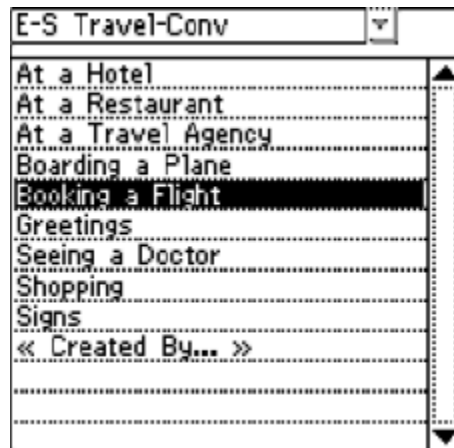 E-S Travel-Conv
At a Hotel
At a Restaurant
At a Travel Agency
Boarding a Plane
Booking a Flight
Greetings
Seeing a Doctor
Shopping
Signs
« Created By... »